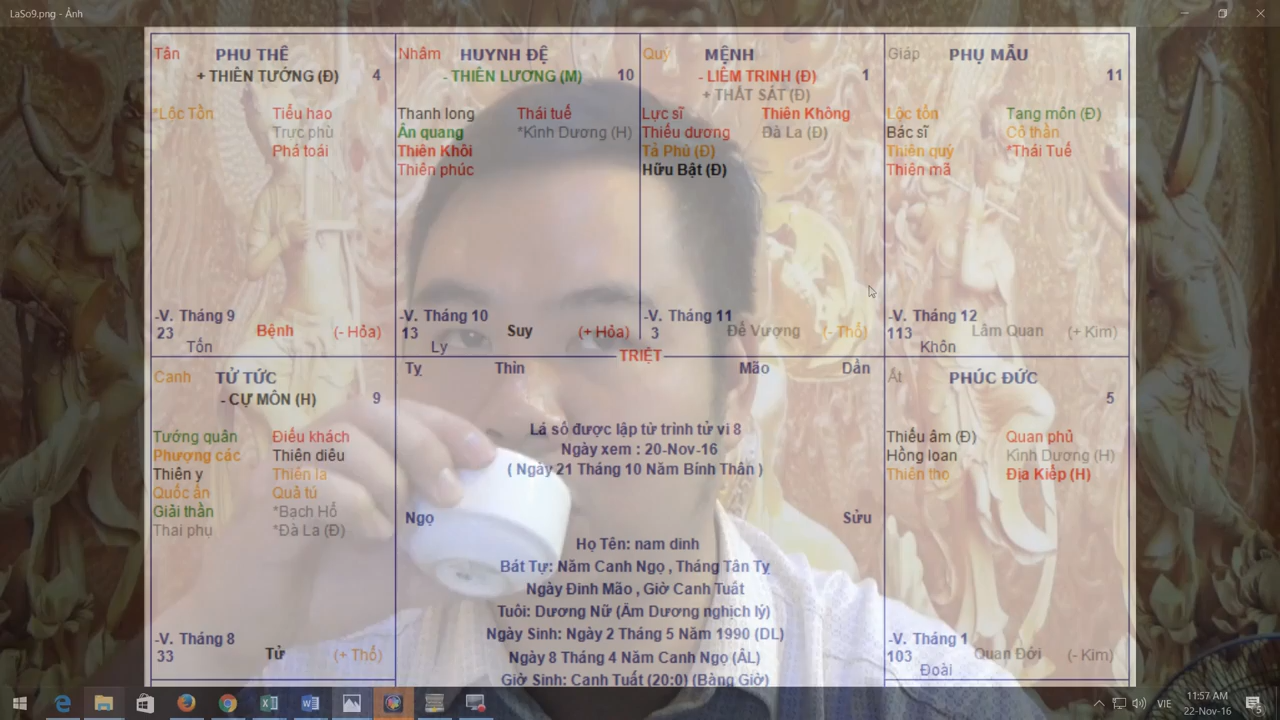 LaSo9.png - Ảnh
Tân PHU THÊ
+ THIÊN TƯỚNG (Đ) 4
*Lộc Tồn Tiểu hao
Trực phù
Phá toái
-V. Tháng 9
23 Bệnh (- Hỏa)
Tốn
Nhâm HUYNH ĐỆ
- THIÊN LƯƠNG (M) 10
Thanh long Thái tuế
Ân quang *Kình Dương (H)
Thiên Khôi
Thiên phúc
-V. Tháng 10
13 Suy (+ Hỏa)
Ly
Quý MỆNH
- LIÊM TRINH (Đ) 1
+ THẤT SÁT (Đ)
Lực sĩ Thiên Không
Thiếu dương Đà La (Đ)
Tả Phù (Đ)
Hữu Bật (Đ)
-V. Tháng 11
3 Đế Vượng (- Thổ)
Giáp PHỤ MẪU
11
Lộc tồn Tang môn (Đ)
Bác sĩ Cô thần
Thiên quý *Thái Tuế
Thiên mã
-V. Tháng 12
113 Lâm Quan (+ Kim)
Khôn
TRIỆT
Canh TỬ TỨC
- CỰ MÔN (H) 9
Tướng quân Điếu khách
Phượng các Thiên diêu
Thiên y Thiên la
Quốc ấn Quả tú
Giải thần *Bạch Hổ
Thai phụ *Đà La (Đ)
-V. Tháng 8
33 Tử (+ Thổ)
Tỵ Thìn Mão Dần
Lá số được lập từ trình tử vi 8
Ngày xem : 20-Nov-16
( Ngày 21 Tháng 10 Năm Bính Thân )
Ngọ Sửu
Họ Tên: nam dinh
Bát Tự: Năm Canh Ngọ , Tháng Tân Tỵ
Ngày Đinh Mão , Giờ Canh Tuất
Tuổi: Dương Nữ (Âm Dương nghịch lý)
Ngày Sinh: Ngày 2 Tháng 5 Năm 1990 (DL)
Ngày 8 Tháng 4 Năm Canh Ngọ (ÂL)
Giờ Sinh: Canh Tuất (20:0) (Bằng Giờ)
Ất PHÚC ĐỨC
5
Thiếu âm (Đ) Quan phủ
Hồng loan Kình Dương (H)
Thiên thọ Địa Kiếp (H)
-V. Tháng 1
103 Quan Đới (- Kim)
Đoài
VIE
11:57 AM
22-Nov-16
5